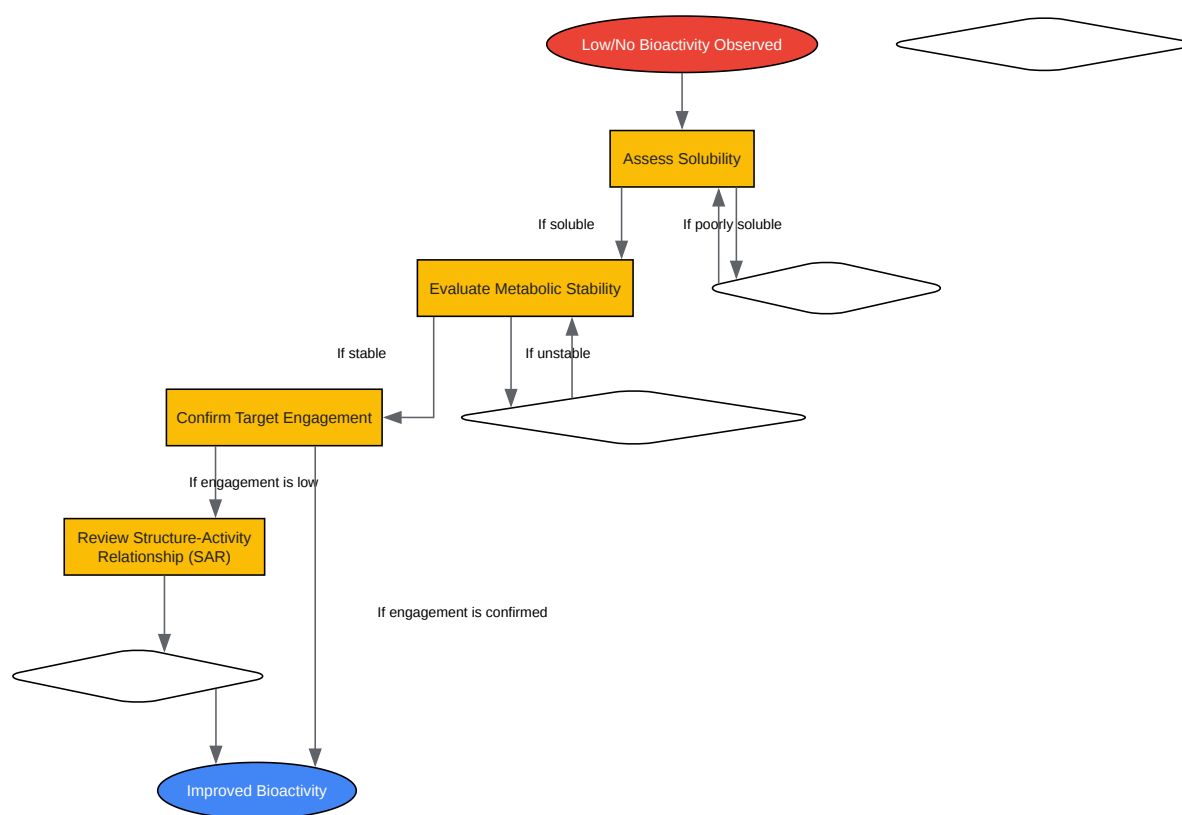 Low/No Bioactivity Observed
Assess Solubility
If soluble
If poorly soluble
Evaluate Metabolic Stability
If stable
If unstable
Confirm Target Engagement
If engagement is low
Review Structure-Activity
Relationship (SAR)
If engagement is confirmed
Improved Bioactivity